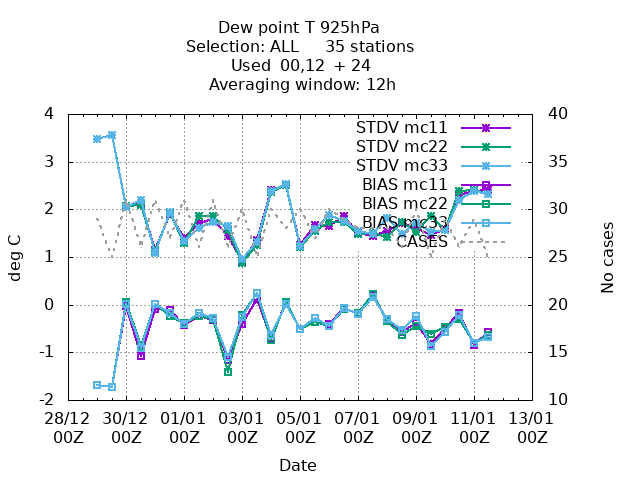 Dew point T 925hPa
Selection: ALL 35 stations
Used 00,12 + 24
Averaging window: 12h
4 40
STDV mc11
STDV mc22
3 35
STDV mc33
BIAS mc11
BIAS mc22
2 30
BIAS mc33
CASES
1 25
deg C
No cases
0 20
-1 15
-2 10
28/12 30/12 01/01 03/01 05/01 07/01 09/01 11/01 13/01
00Z 00Z 00Z 00Z 00Z 00Z 00Z 00Z 00Z
Date